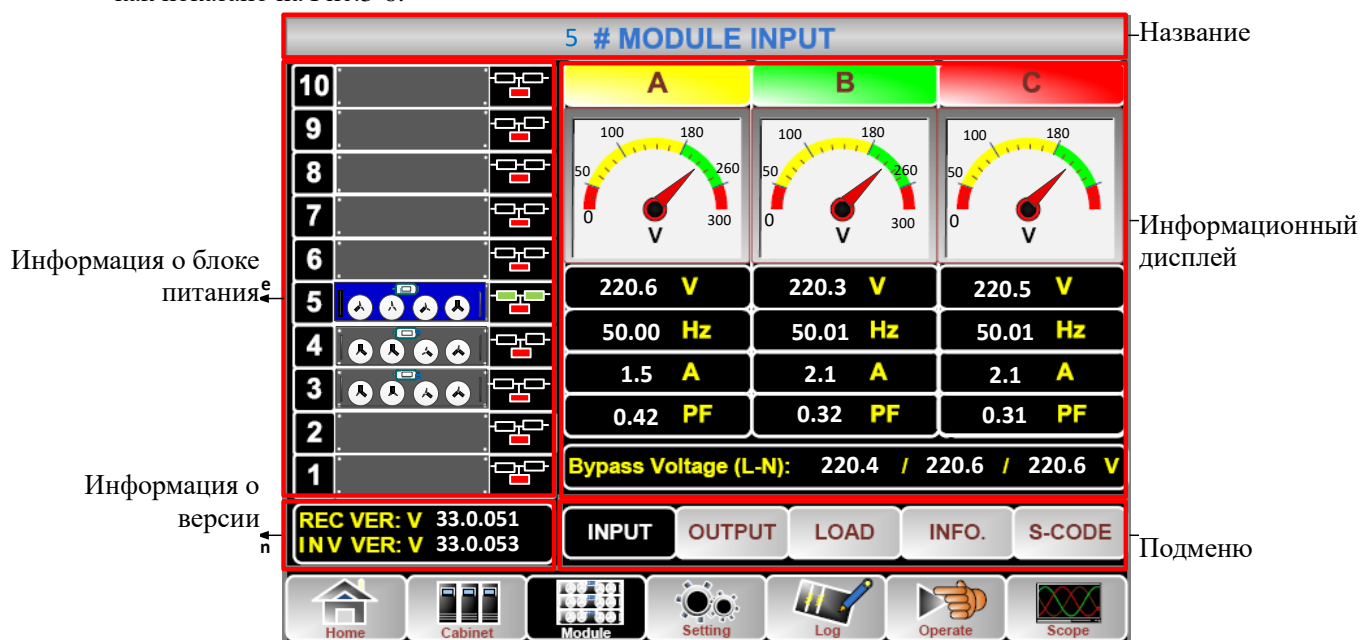 5 # MODULE INPUT
Название
10
9
8
7
6
5
4
3
2
1
A B C
0 50 100 180 260 300
V
0 50 100 180 260 300
V
0 50 100 180
V
Информационный
дисплей
Информация о блоке
питания e
220.6 V 220.3 V 220.5 V
50.00 Hz 50.01 Hz 50.01 Hz
1.5 A 2.1 A 2.1 A
0.42 PF 0.32 PF 0.31 PF
Bypass Voltage (L-N): 220.4 / 220.6 / 220.6 V
Информация о
версии n
REC VER: V 33.0.051
INV VER: V 33.0.053
INPUT OUTPUT LOAD INFO. S-CODE
Подменю
Home Cabinet Module Setting Log Operate Scope